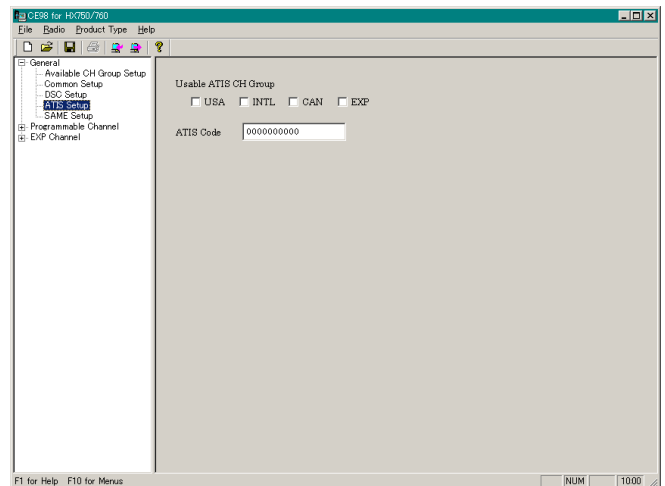 CE98 for HX750/760
File Radio Product Type Help
General
Available CH Group Setup
Common Setup
DSC Setup
ATIS Setup
SAME Setup
Programmable Channel
EXP Channel
Usable ATIS CH Group
USA INTL CAN EXP
ATIS Code 0000000000
F1 for Help F10 for Menus NUM 10:00